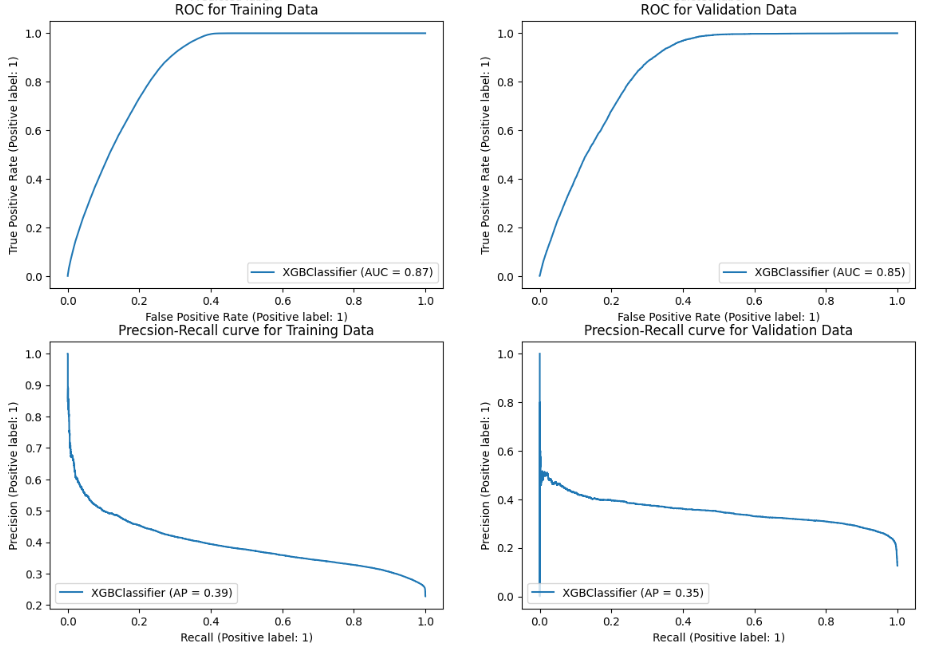 ROC for Training Data
1.0
0.8
0.6
0.4
0.2
0.0
True Positive Rate (Positive label: 1)
XGBClassifier (AUC = 0.87)
0.0 0.2 0.4 0.6 0.8 1.0
False Positive Rate (Positive label: 1)
ROC for Validation Data
1.0
0.8
0.6
0.4
0.2
0.0
True Positive Rate (Positive label: 1)
XGBClassifier (AUC = 0.85)
0.0 0.2 0.4 0.6 0.8 1.0
False Positive Rate (Positive label: 1)
Precsion-Recall curve for Training Data
1.0
0.9
0.8
0.7
0.6
0.5
0.4
0.3
0.2
Precision (Positive label: 1)
XGBClassifier (AP = 0.39)
0.0 0.2 0.4 0.6 0.8 1.0
Recall (Positive label: 1)
Precsion-Recall curve for Validation Data
1.0
0.8
0.6
0.4
0.2
0.0
Precision (Positive label: 1)
XGBClassifier (AP = 0.35)
0.0 0.2 0.4 0.6 0.8 1.0
Recall (Positive label: 1)